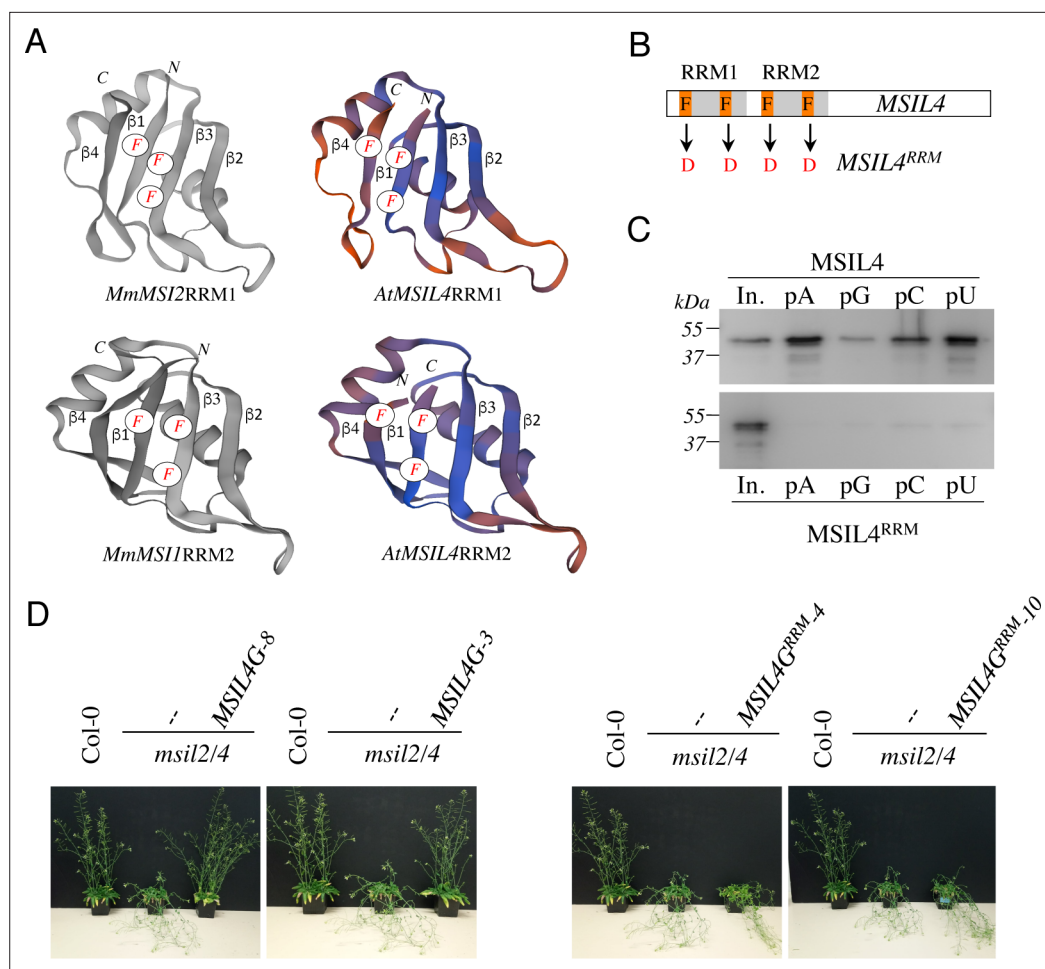 A
C
N
β1
β3
β4
β2
F
F
F
MmMSI2RRM1
C
N
β3
β4
β1
β2
F
F
F
AtMSIL4RRM1
C
N
β3
β4
β1
β2
F
F
F
MmMSI1RRM2
C
N
β3
β4
β1
β2
F
F
F
AtMSIL4RRM2
B
RRM1 RRM2
F F F F MSIL4
D D D D MSIL4RRM
C
MSIL4
kDa In. pA pG pC pU
55
37
55
37
In. pA pG pC pU
MSIL4RRM
D
Col-0 -- MSIL4G-8
msil2/4
Col-0 -- MSIL4G-3
msil2/4
Col-0 -- MSIL4GRRM-4
msil2/4
Col-0 -- MSIL4GRRM-10
msil2/4